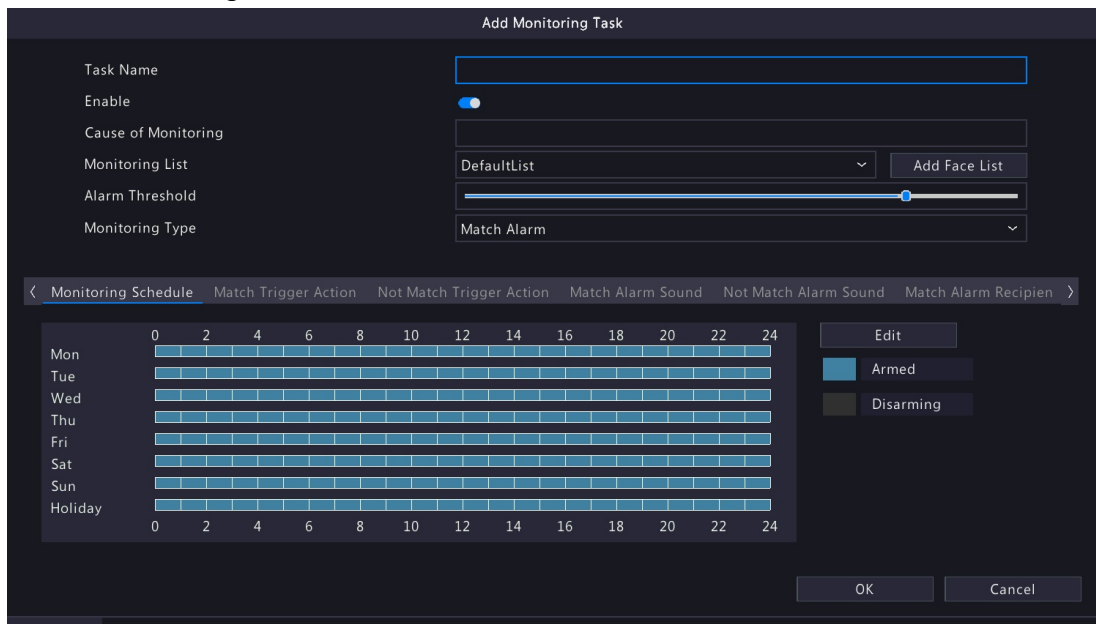 Add Monitoring Task
Task Name
Enable
Cause of Monitoring
Monitoring List DefaultList Add Face List
Alarm Threshold
Monitoring Type Match Alarm
Monitoring Schedule Match Trigger Action Not Match Trigger Action Match Alarm Sound Not Match Alarm Sound Match Alarm Recipien
0 2 4 6 8 10 12 14 16 18 20 22 24 Edit
Mon
Tue Armed
Wed
Thu Disarming
Fri
Sat
Sun
Holiday
0 2 4 6 8 10 12 14 16 18 20 22 24
OK Cancel